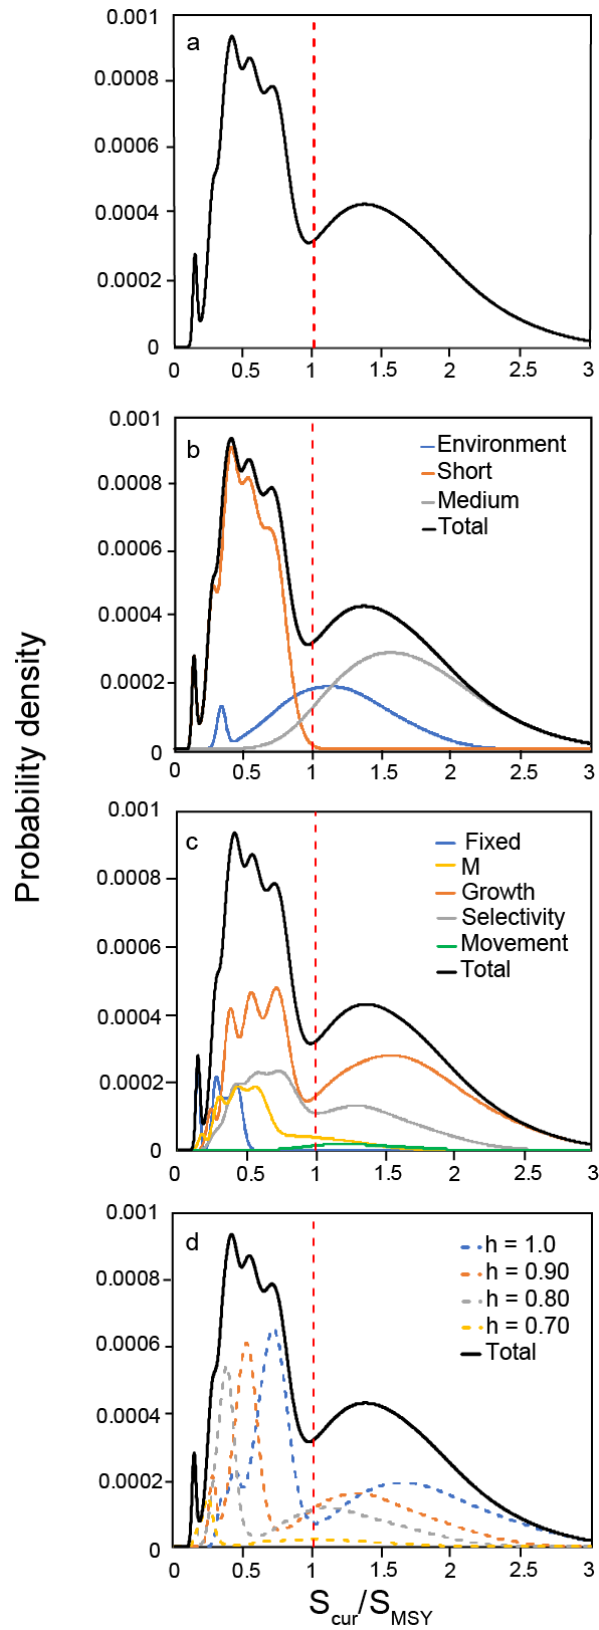 Probability density
0.001
a
0.0008
0.0006
0.0004
0.0002
0
0 0.5 1 1.5 2 2.5 3
0.001
b
Environment
0.0008
Short
Medium
Total
0.0006
0.0004
0.0002
0
0 0.5 1 1.5 2 2.5 3
0.001
c
Fixed
0.0008
M
Growth
Selectivity
0.0006
Movement
Total
0.0004
0.0002
0
0 0.5 1 1.5 2 2.5 3
0.001
d
h = 1.0
h = 0.90
0.0008
h = 0.80
h = 0.70
0.0006
Total
0.0004
0.0002
0
0 0.5 1 1.5 2 2.5 3
Scur/SMSY